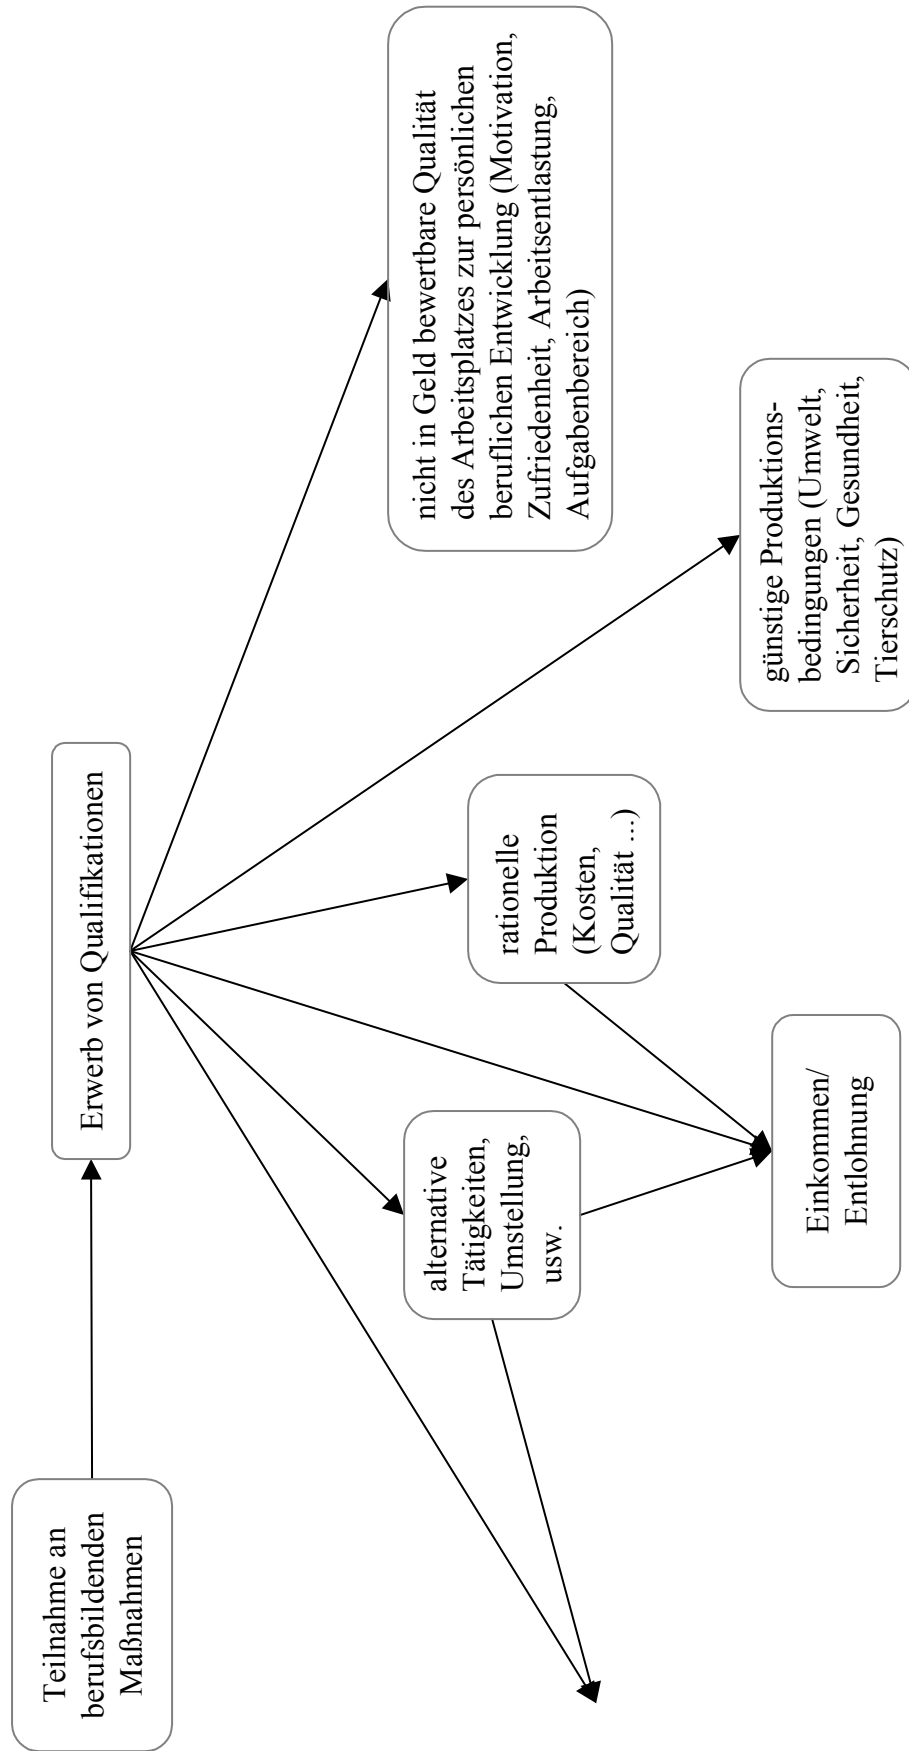 Teilnahme an
berufsbildenden
Maßnahmen
Erwerb von Qualifikationen
alternative
Tätigkeiten,
Umstellung,
usw.
rationelle
Produktion
(Kosten,
Qualität ...)
nicht in Geld bewertbare Qualität
des Arbeitsplatzes zur persönlichen
beruflichen Entwicklung (Motivation,
Zufriedenheit, Arbeitsentlastung,
Aufgabenbereich)
Einkommen/
Entlohnung
günstige Produktions-
bedingungen (Umwelt,
Sicherheit, Gesundheit,
Tierschutz)